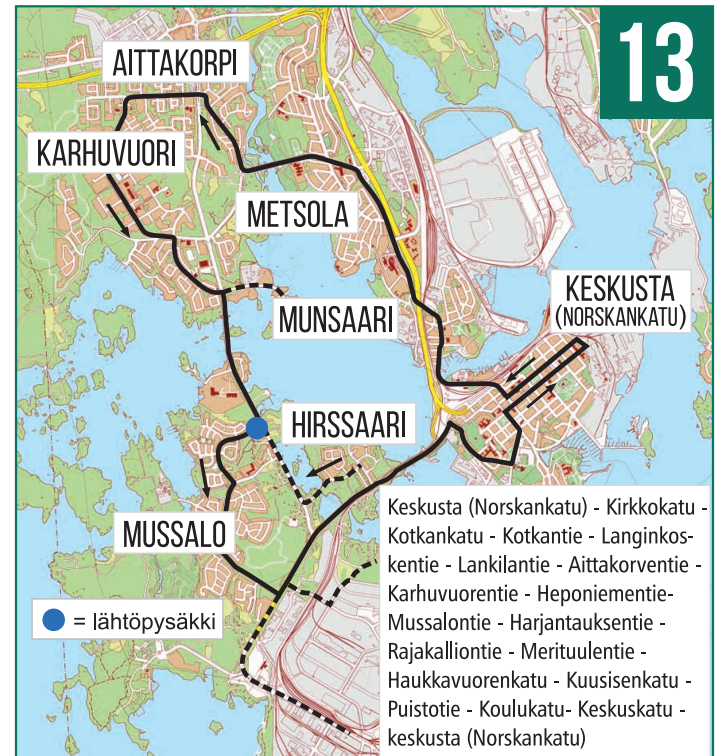 13
AITTAKORPI
KARHUVUORI
METSOLA
KESKUSTA
(NORSKANKATU)
MUNSAARI
HIRSSAARI
MUSSALO
= lähtöpysäkki
Keskusta (Norskankatu) - Kirkkokatu -
Kotkankatu - Kotkantie - Langinkos-
kentie - Lankilantie - Aittakorventie -
Karhuvuorentie - Heponiementie-
Mussalontie - Harjantauksentie -
Rajakalliontie - Merituulentie -
Haukkavuorenkatu - Kuusisenkatu -
Puistotie - Koulukatu- Keskuskatu -
keskusta (Norskankatu)